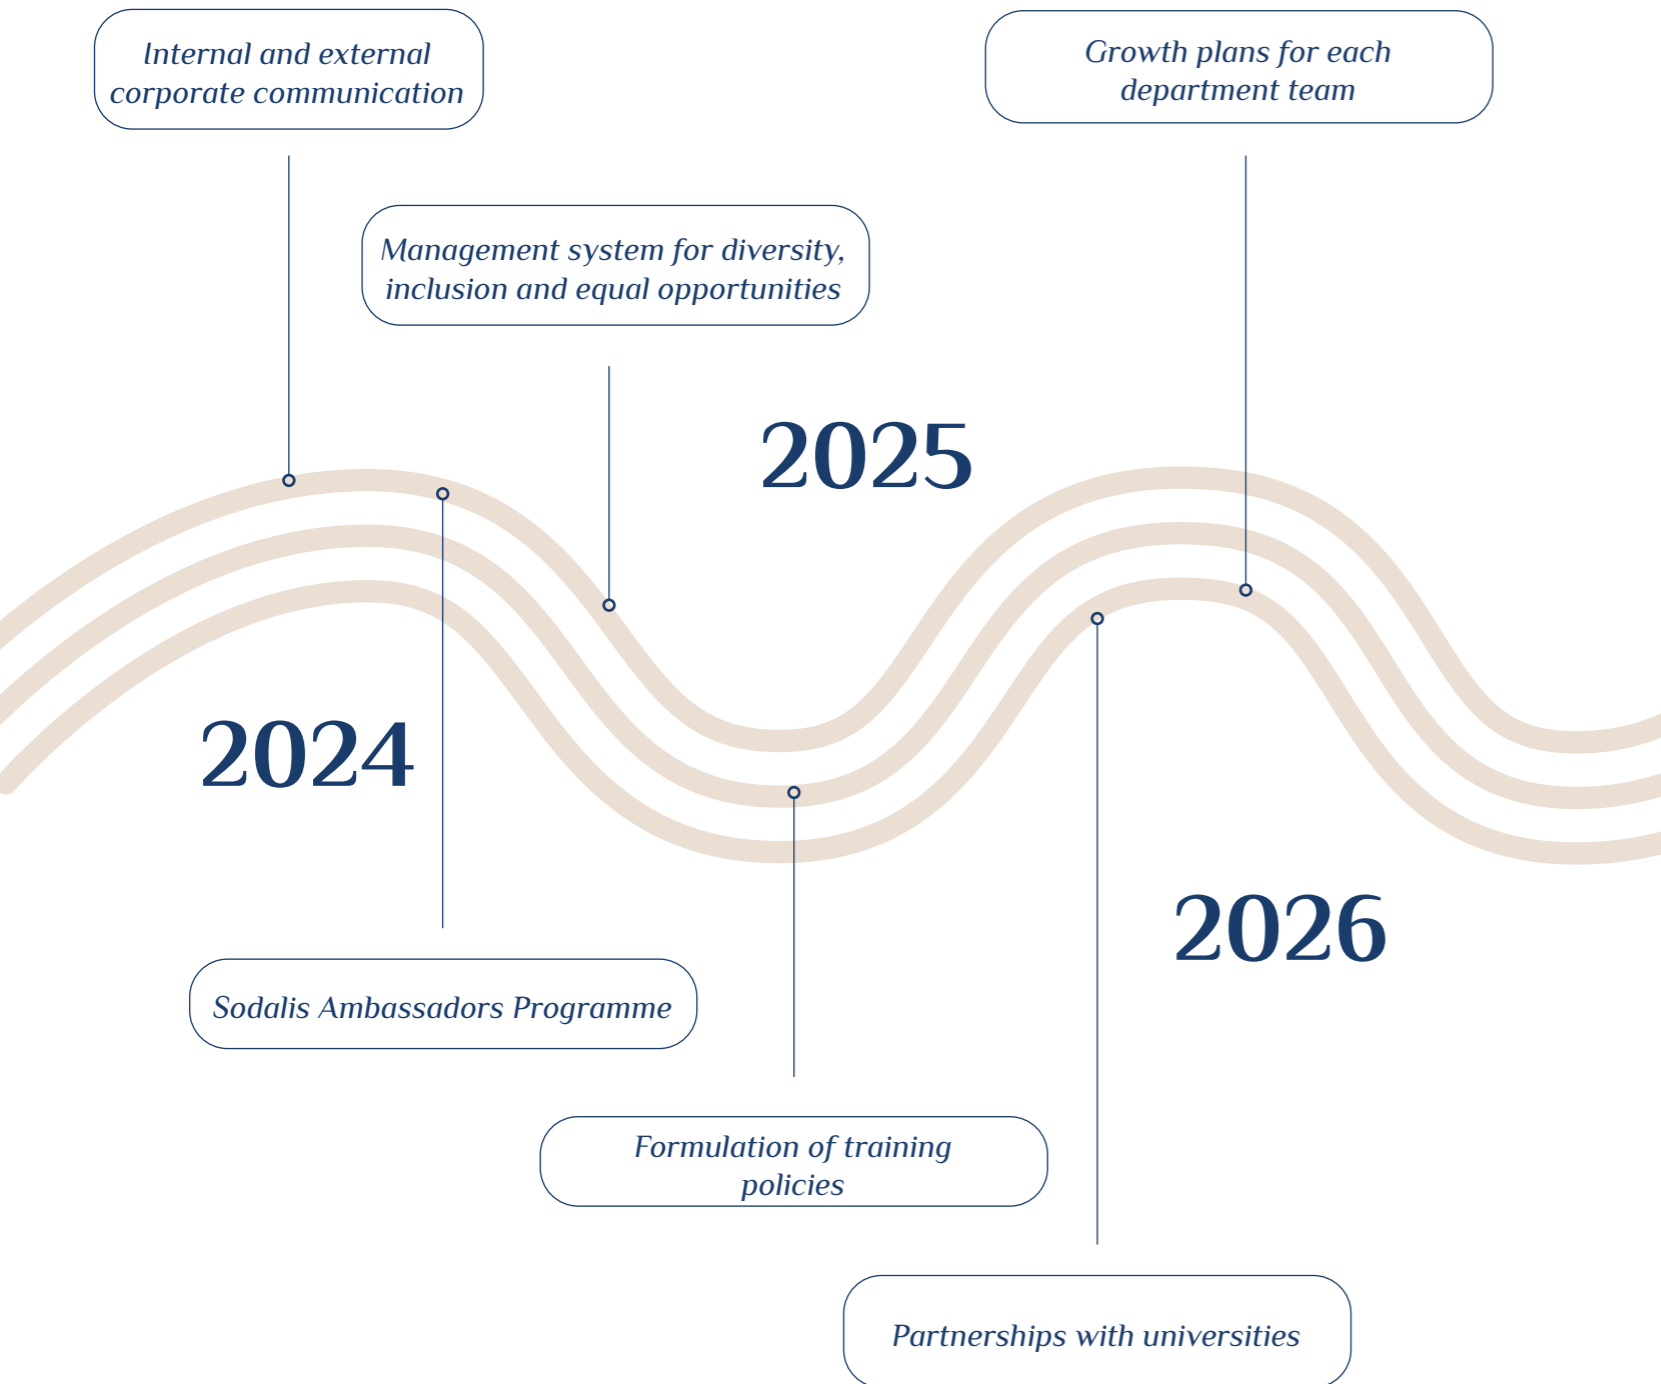 Internal and external
corporate communication
Growth plans for each
department team
Management system for diversity,
inclusion and equal opportunities
2025
2024
2026
Sodalis Ambassadors Programme
Formulation of training
policies
Partnerships with universities